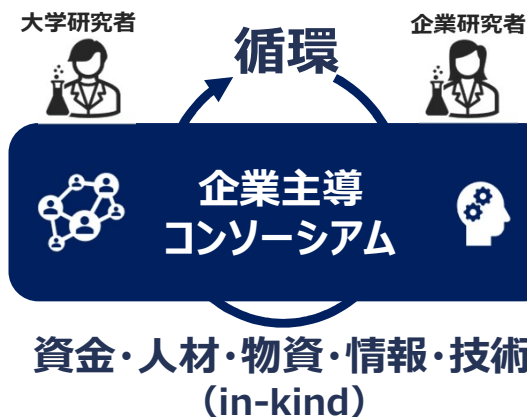 大学研究者
循環
企業研究者
企業主導
コンソーシアム
資金・人材・物資・情報・技術
（in-kind）